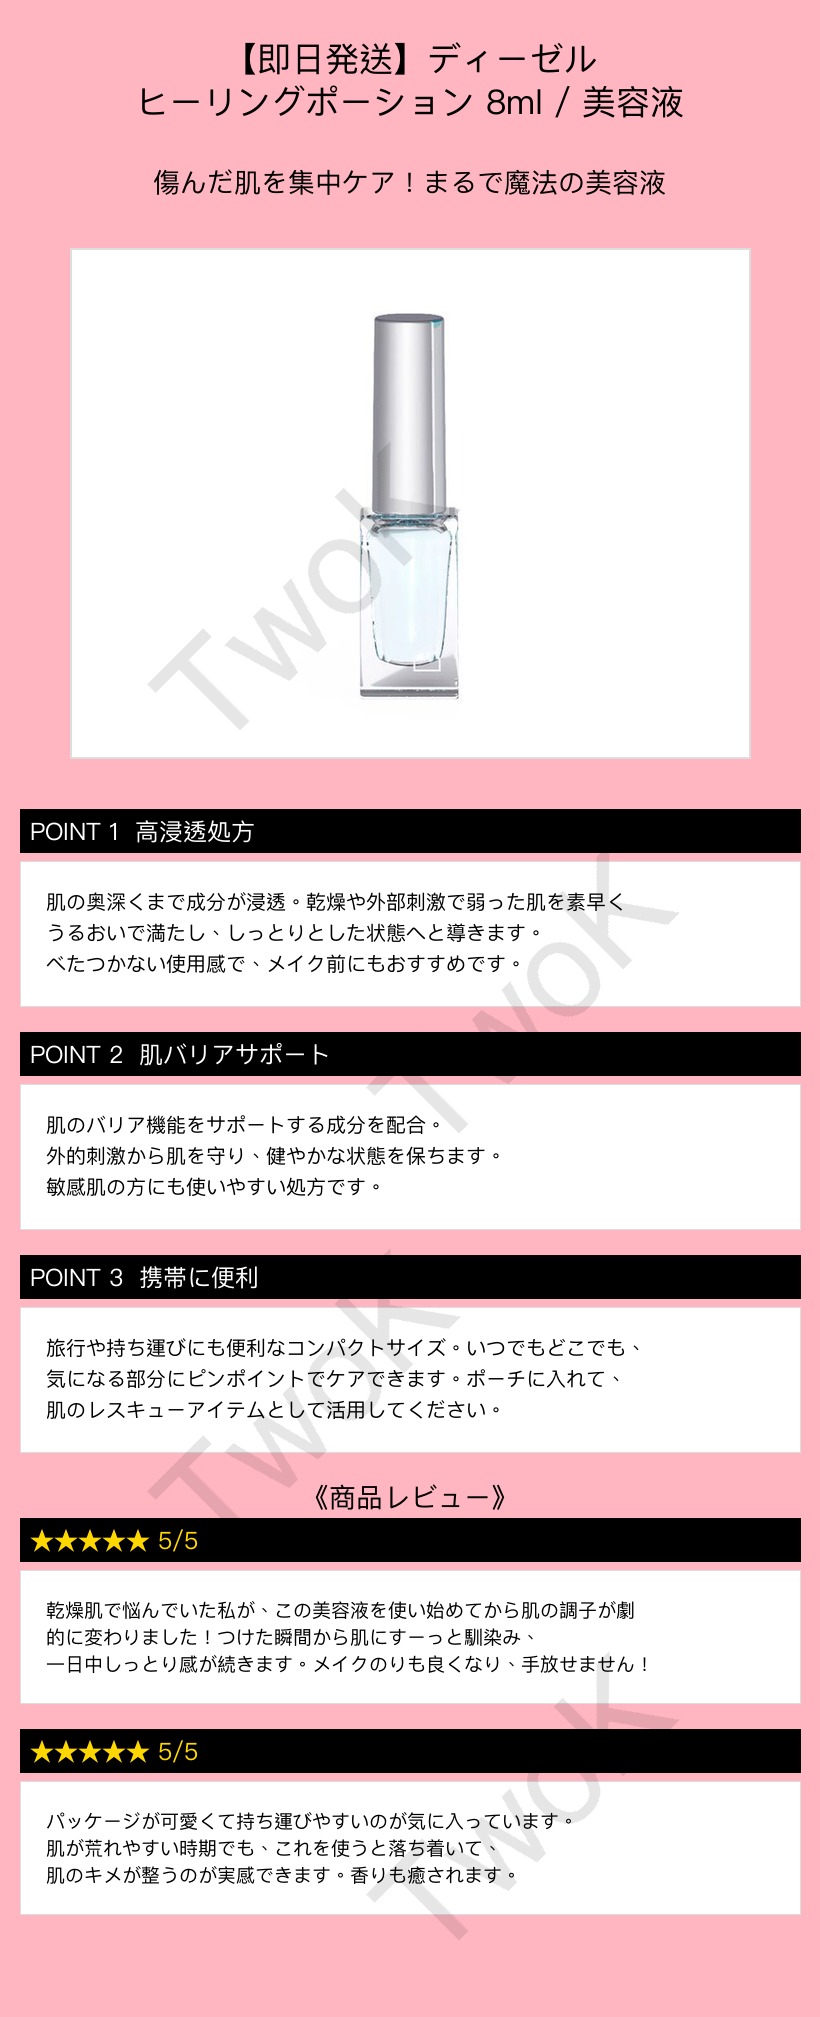 【即日発送】ディーゼル
ヒーリングポーション 8ml / 美容液
傷んだ肌を集中ケア！まるで魔法の美容液
TwoK
POINT 1 高浸透処方
肌の奥深くまで成分が浸透。乾燥や外部刺激で弱った肌を素早く
うるおいで満たし、しっとりとした状態へと導きます。
べたつかない使用感で、メイク前にもおすすめです。
TwoK
POINT 2 肌バリアサポート
肌のバリア機能をサポートする成分を配合。
外的刺激から肌を守り、健やかな状態を保ちます。
敏感肌の方にも使いやすい処方です。
POINT 3 携帯に便利
旅行や持ち運びにも便利なコンパクトサイズ。いつでもどこでも、
気になる部分にピンポイントでケアできます。ポーチに入れて、
肌のレスキューアイテムとして活用してください。
TwoK
《商品レビュー》
★★★★★ 5/5
乾燥肌で悩んでいた私が、この美容液を使い始めてから肌の調子が劇
的に変わりました！つけた瞬間から肌にすーっと馴染み、
一日中しっとり感が続きます。メイクのりも良くなり、手放せません！
★★★★★ 5/5
パッケージが可愛くて持ち運びやすいのが気に入っています。
肌が荒れやすい時期でも、これを使うと落ち着いて、
肌のキメが整うのが実感できます。香りも癒されます。
TwoK